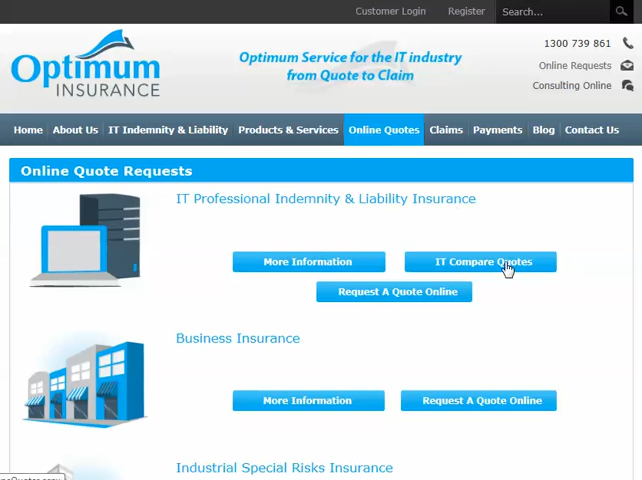 Customer Login Register Search...
Optimum
INSURANCE
Optimum Service for the IT industry
from Quote to Claim
1300 739 861
Online Requests
Consulting Online
Home About Us IT Indemnity & Liability Products & Services Online Quotes Claims Payments Blog Contact Us
Online Quote Requests
IT Professional Indemnity & Liability Insurance
More Information IT Compare Quotes
Request A Quote Online
Business Insurance
More Information Request A Quote Online
Industrial Special Risks Insurance